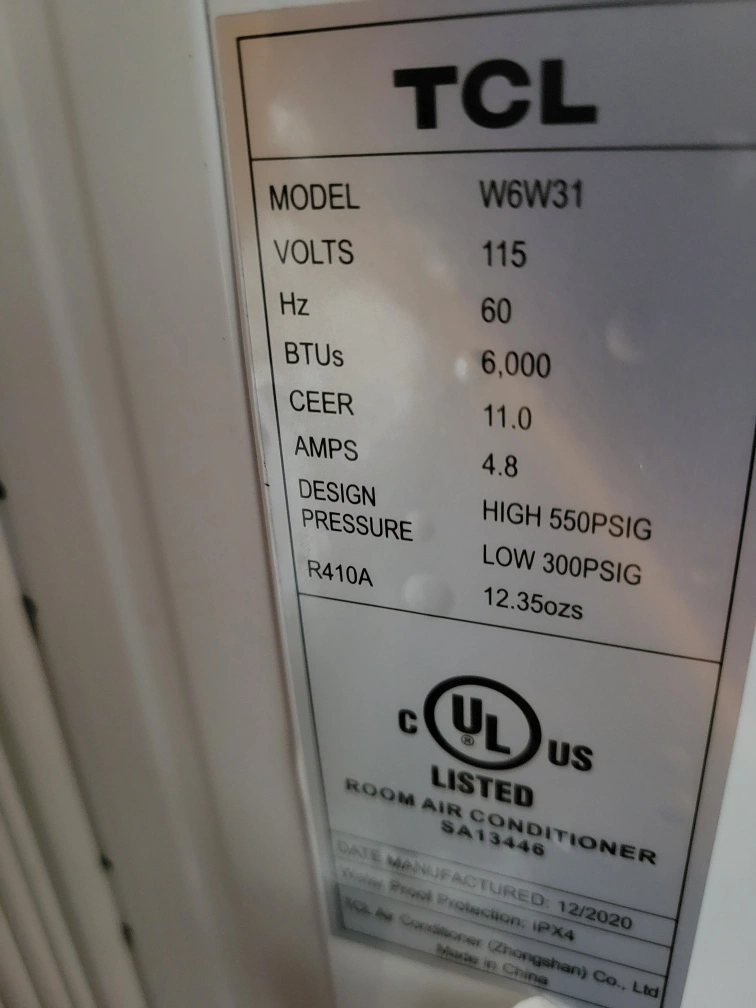 TCL
MODEL W6W31
VOLTS 115
Hz 60
BTUs 6,000
CEER 11.0
AMPS 4.8
DESIGN PRESSURE HIGH 550PSIG
LOW 300PSIG
R410A 12.35ozs
C UL ® US
LISTED
ROOM AIR CONDITIONER
SA13446
DATE MANUFACTURED: 12/2020
Water Proof Protection: IPX4
TCL Air Conditioner (Zhongshan) Co., Ltd
Made in China